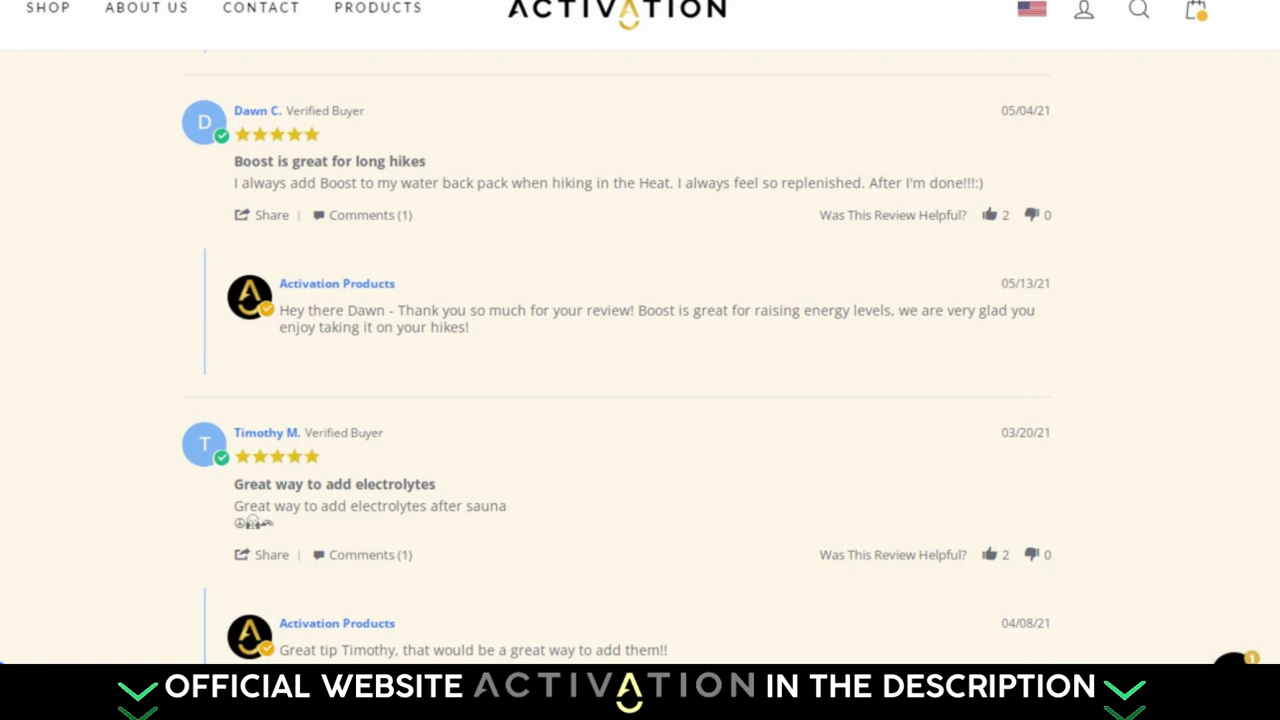 SHOP ABOUT US CONTACT PRODUCTS ACTIVATION
D Dawn C. Verified Buyer 05/04/21
Boost is great for long hikes
I always add Boost to my water back pack when hiking in the Heat. I always feel so replenished. After I'm done!!!:)
Share | Comments (1) Was This Review Helpful? 2 0
Activation Products 05/13/21
Hey there Dawn - Thank you so much for your review! Boost is great for raising energy levels, we are very glad you
enjoy taking it on your hikes!
T Timothy M. Verified Buyer 03/20/21
Great way to add electrolytes
Great way to add electrolytes after sauna
Share | Comments (1) Was This Review Helpful? 2 0
Activation Products 04/08/21
Great tip Timothy, that would be a great way to add them!!
1
OFFICIAL WEBSITE ACTIVATION IN THE DESCRIPTION